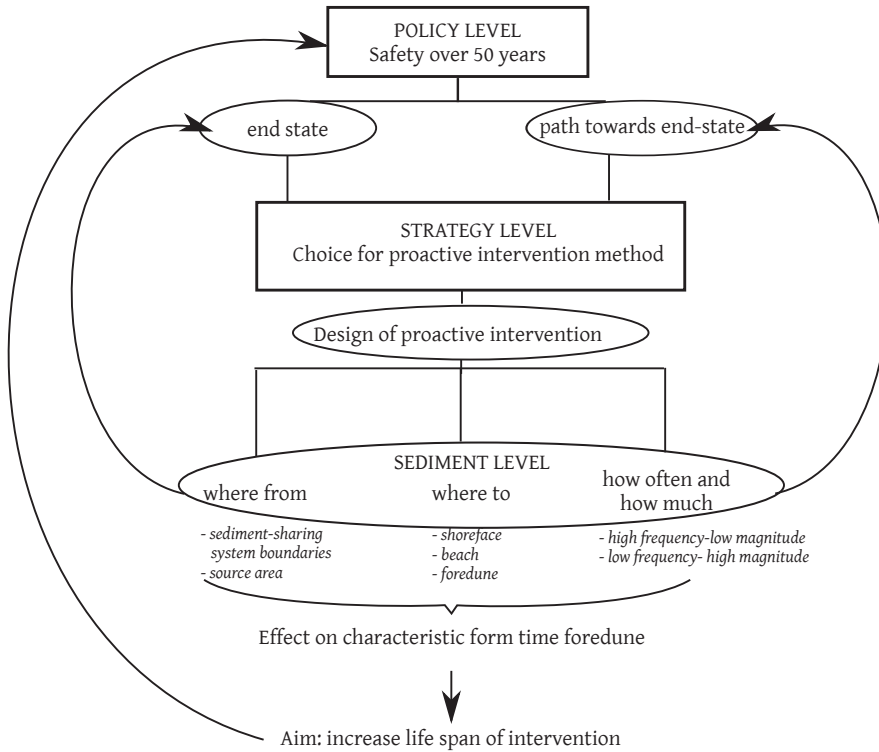 POLICY LEVEL
Safety over 50 years
end state
path towards end-state
STRATEGY LEVEL
Choice for proactive intervention method
Design of proactive intervention
SEDIMENT LEVEL
where from
where to
how often and
how much
- sediment-sharing
system boundaries
- source area
- shoreface
- beach
- foredune
- high frequency-low magnitude
- low frequency- high magnitude
Effect on characteristic form time foredune
Aim: increase life span of intervention